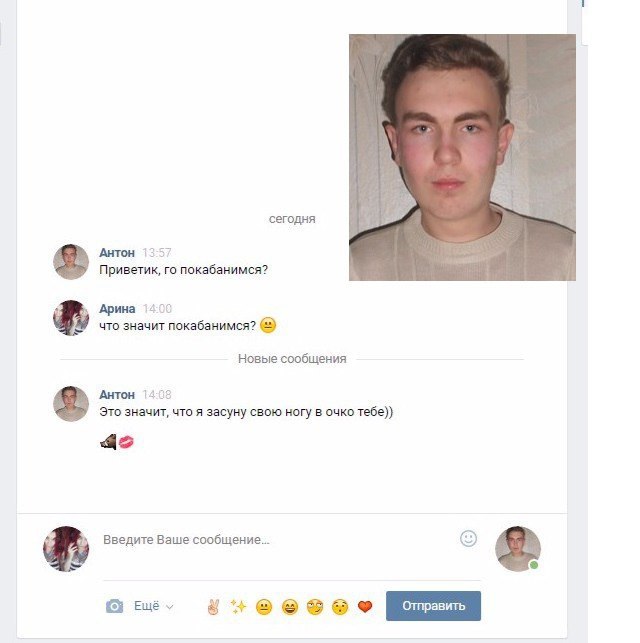 сегодня
Антон 13:57
Приветик, го покабанимся?
Арина 14:00
что значит покабанимся? 😐
Новые сообщения
Антон 14:08
Это значит, что я засуну свою ногу в очко тебе))
🐗💋
Введите Ваше сообщение...
Ещё
Отправить